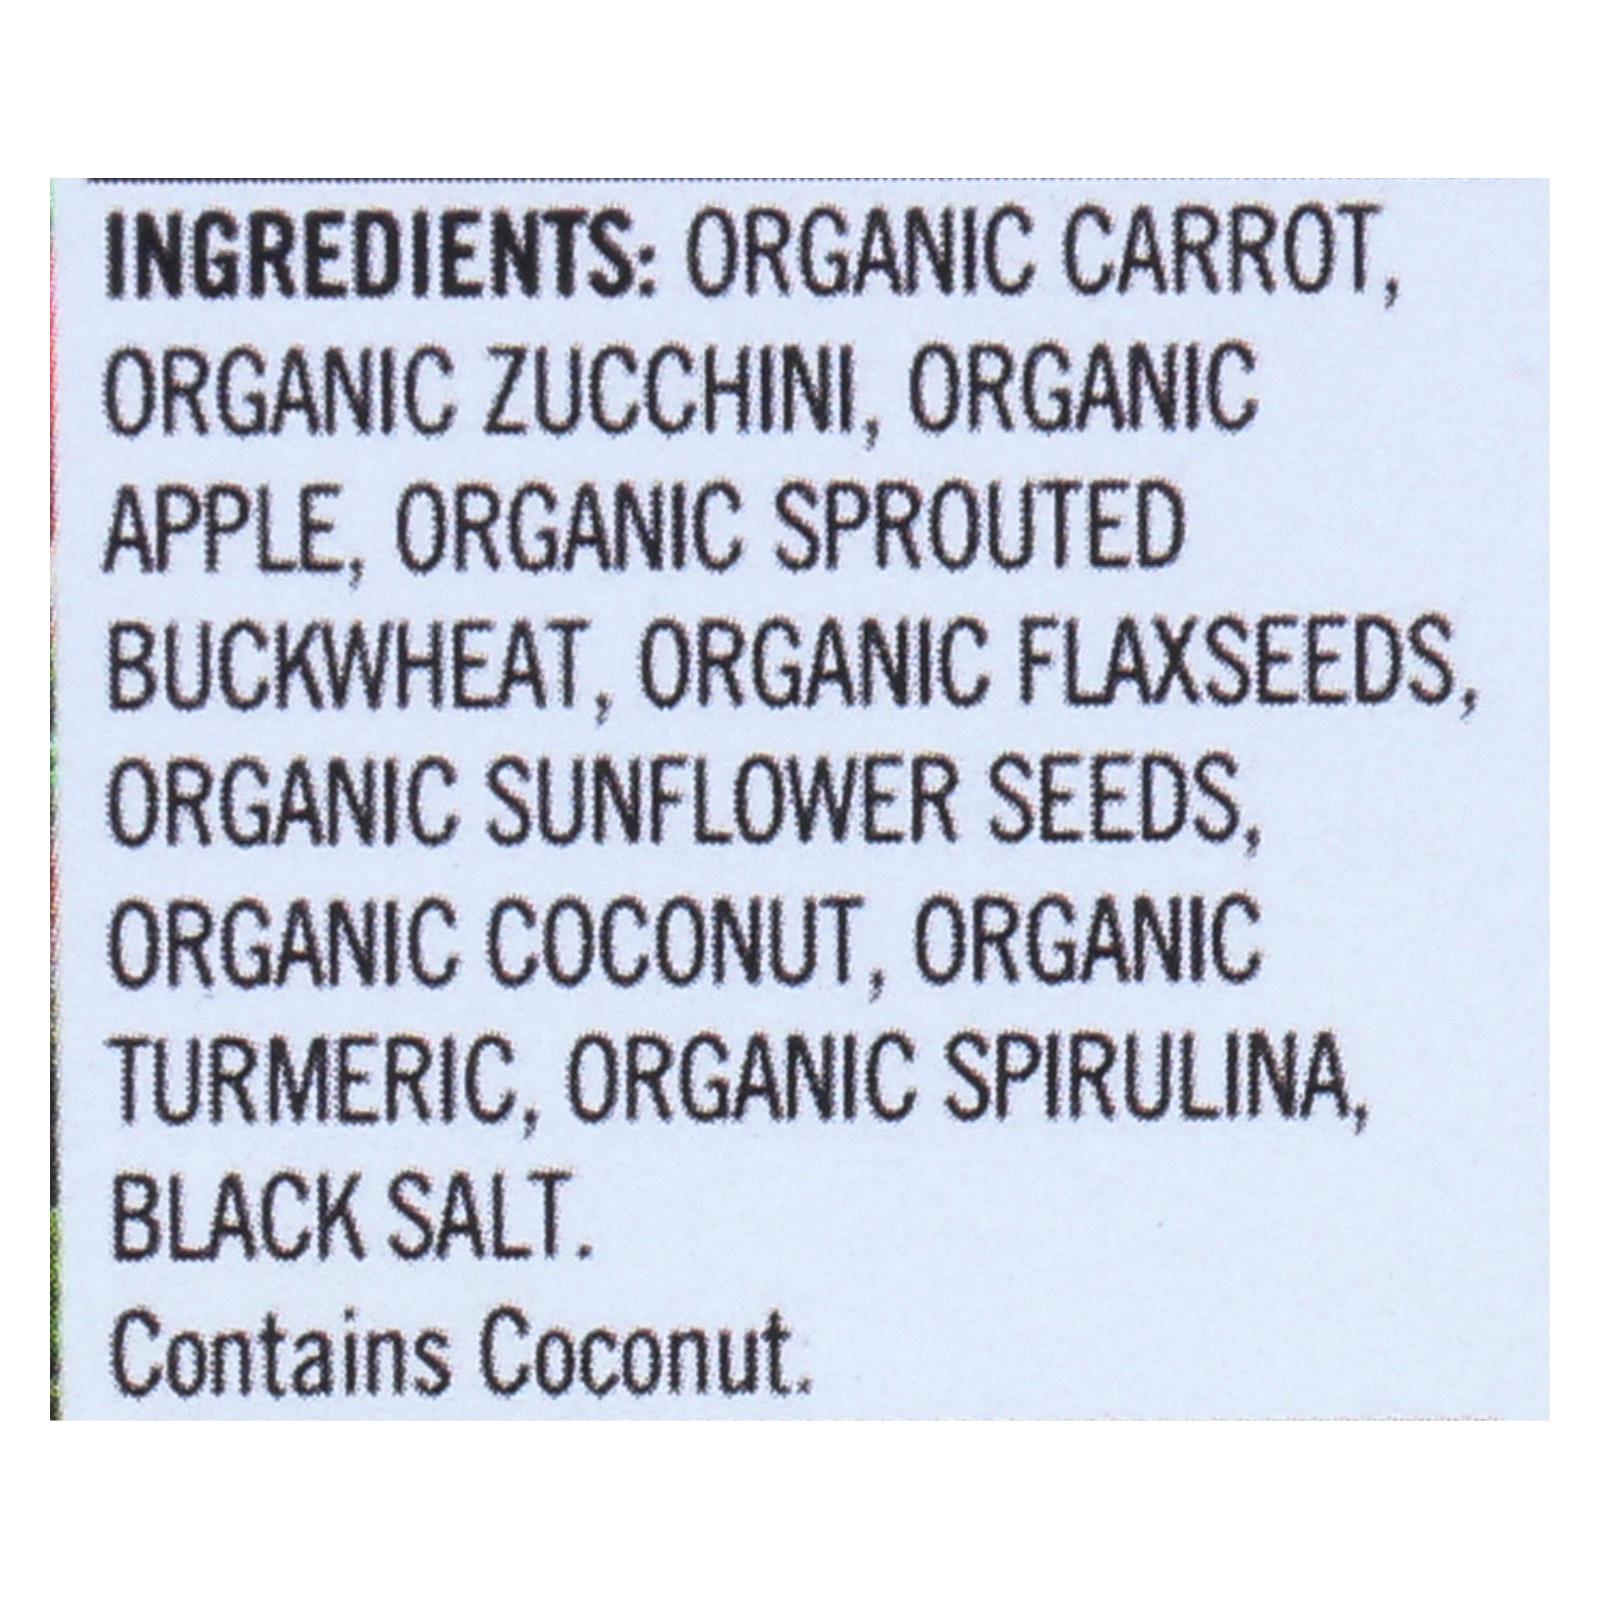 INGREDIENTS: ORGANIC CARROT,
ORGANIC ZUCCHINI, ORGANIC
APPLE, ORGANIC SPROUTED
BUCKWHEAT, ORGANIC FLAXSEEDS,
ORGANIC SUNFLOWER SEEDS,
ORGANIC COCONUT, ORGANIC
TURMERIC, ORGANIC SPIRULINA,
BLACK SALT.
Contains Coconut.